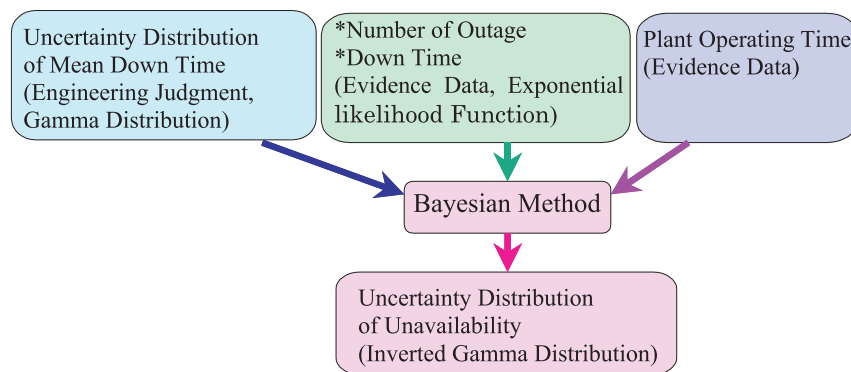 Uncertainty Distribution
of Mean Down Time
(Engineering Judgment,
Gamma Distribution)
*Number of Outage
*Down Time
(Evidence Data, Exponential
likelihood Function)
Plant Operating Time
(Evidence Data)
Bayesian Method
Uncertainty Distribution
of Unavailability
(Inverted Gamma Distribution)